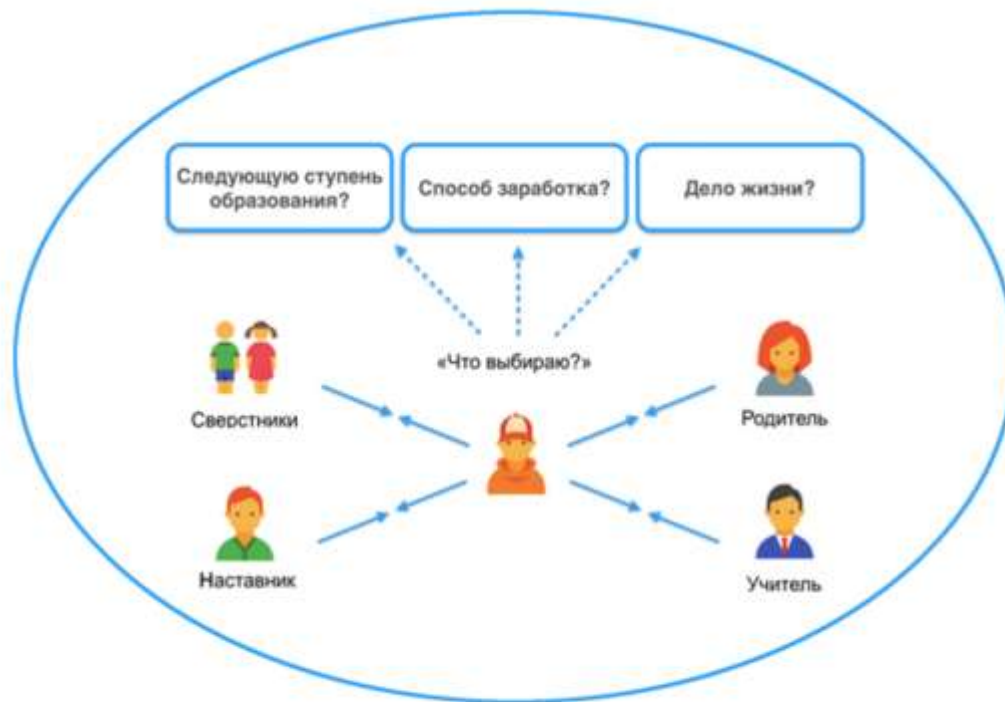 Следующую ступень
образования?
Способ заработка?
Дело жизни?
«Что выбираю?»
Сверстники
Родитель
Наставник
Учитель